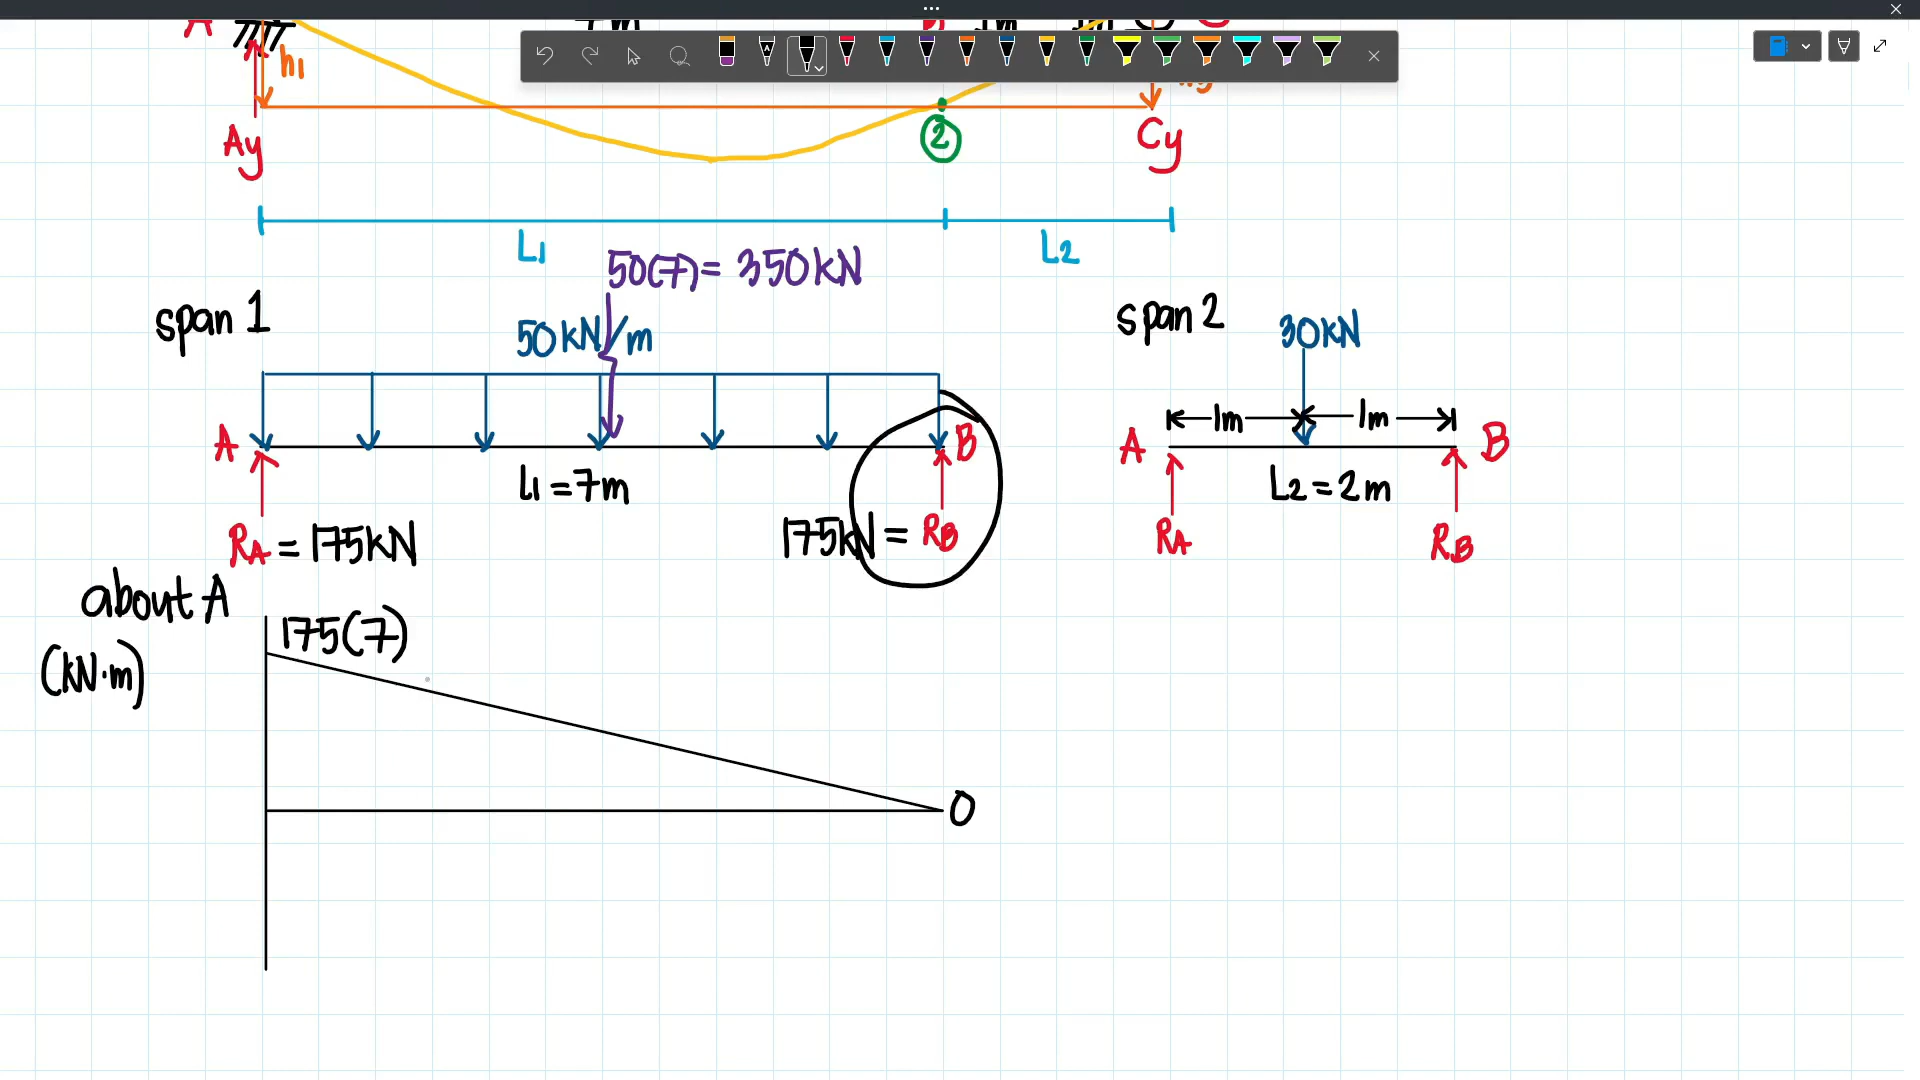 h1
Ay
2
Cy
L1
L2
50(7) = 350kN
span 1
50kN/m
A
B
L1 = 7m
RA = 175kN
175kN = RB
span 2
30kN
1m
1m
A
B
L2 = 2m
RA
RB
about A
(kN·m)
175(7)
0